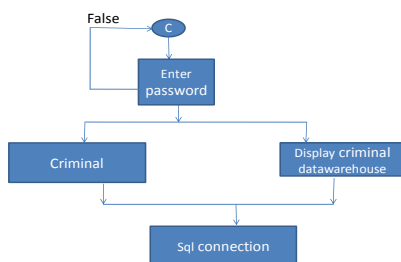 False
C
Enter
password
Criminal
Display criminal
datawarehouse
Sql connection